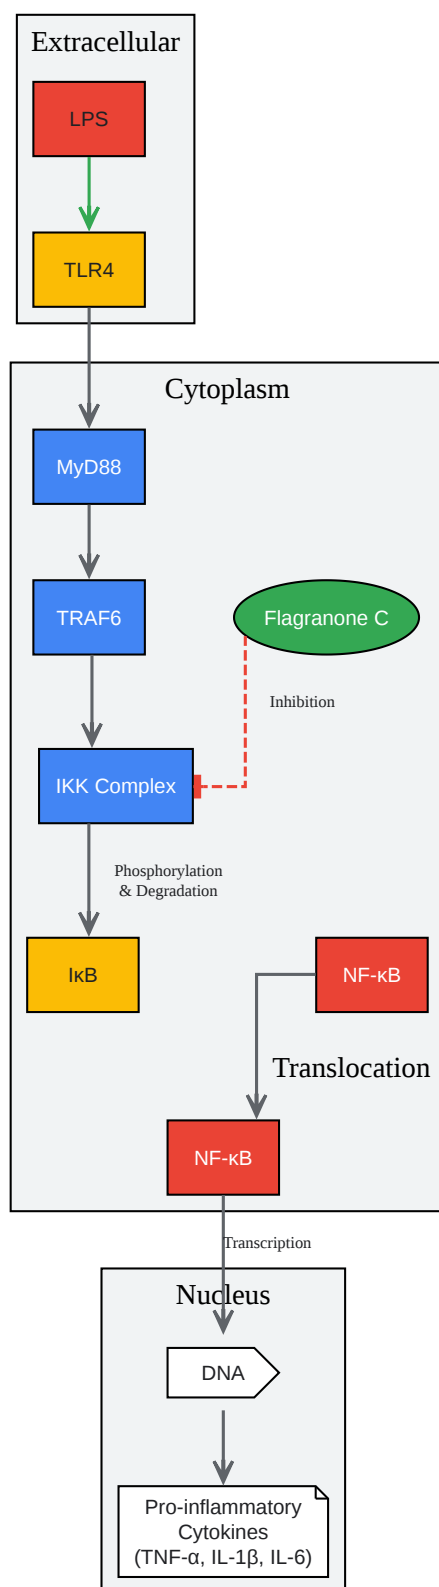 Extracellular
LPS
TLR4
Cytoplasm
MyD88
TRAF6
Flagranone C
Inhibition
IKK Complex
Phosphorylation
& Degradation
IκB
NF-κB
Translocation
NF-κB
Transcription
Nucleus
DNA
Pro-inflammatory
Cytokines
(TNF-α, IL-1β, IL-6)